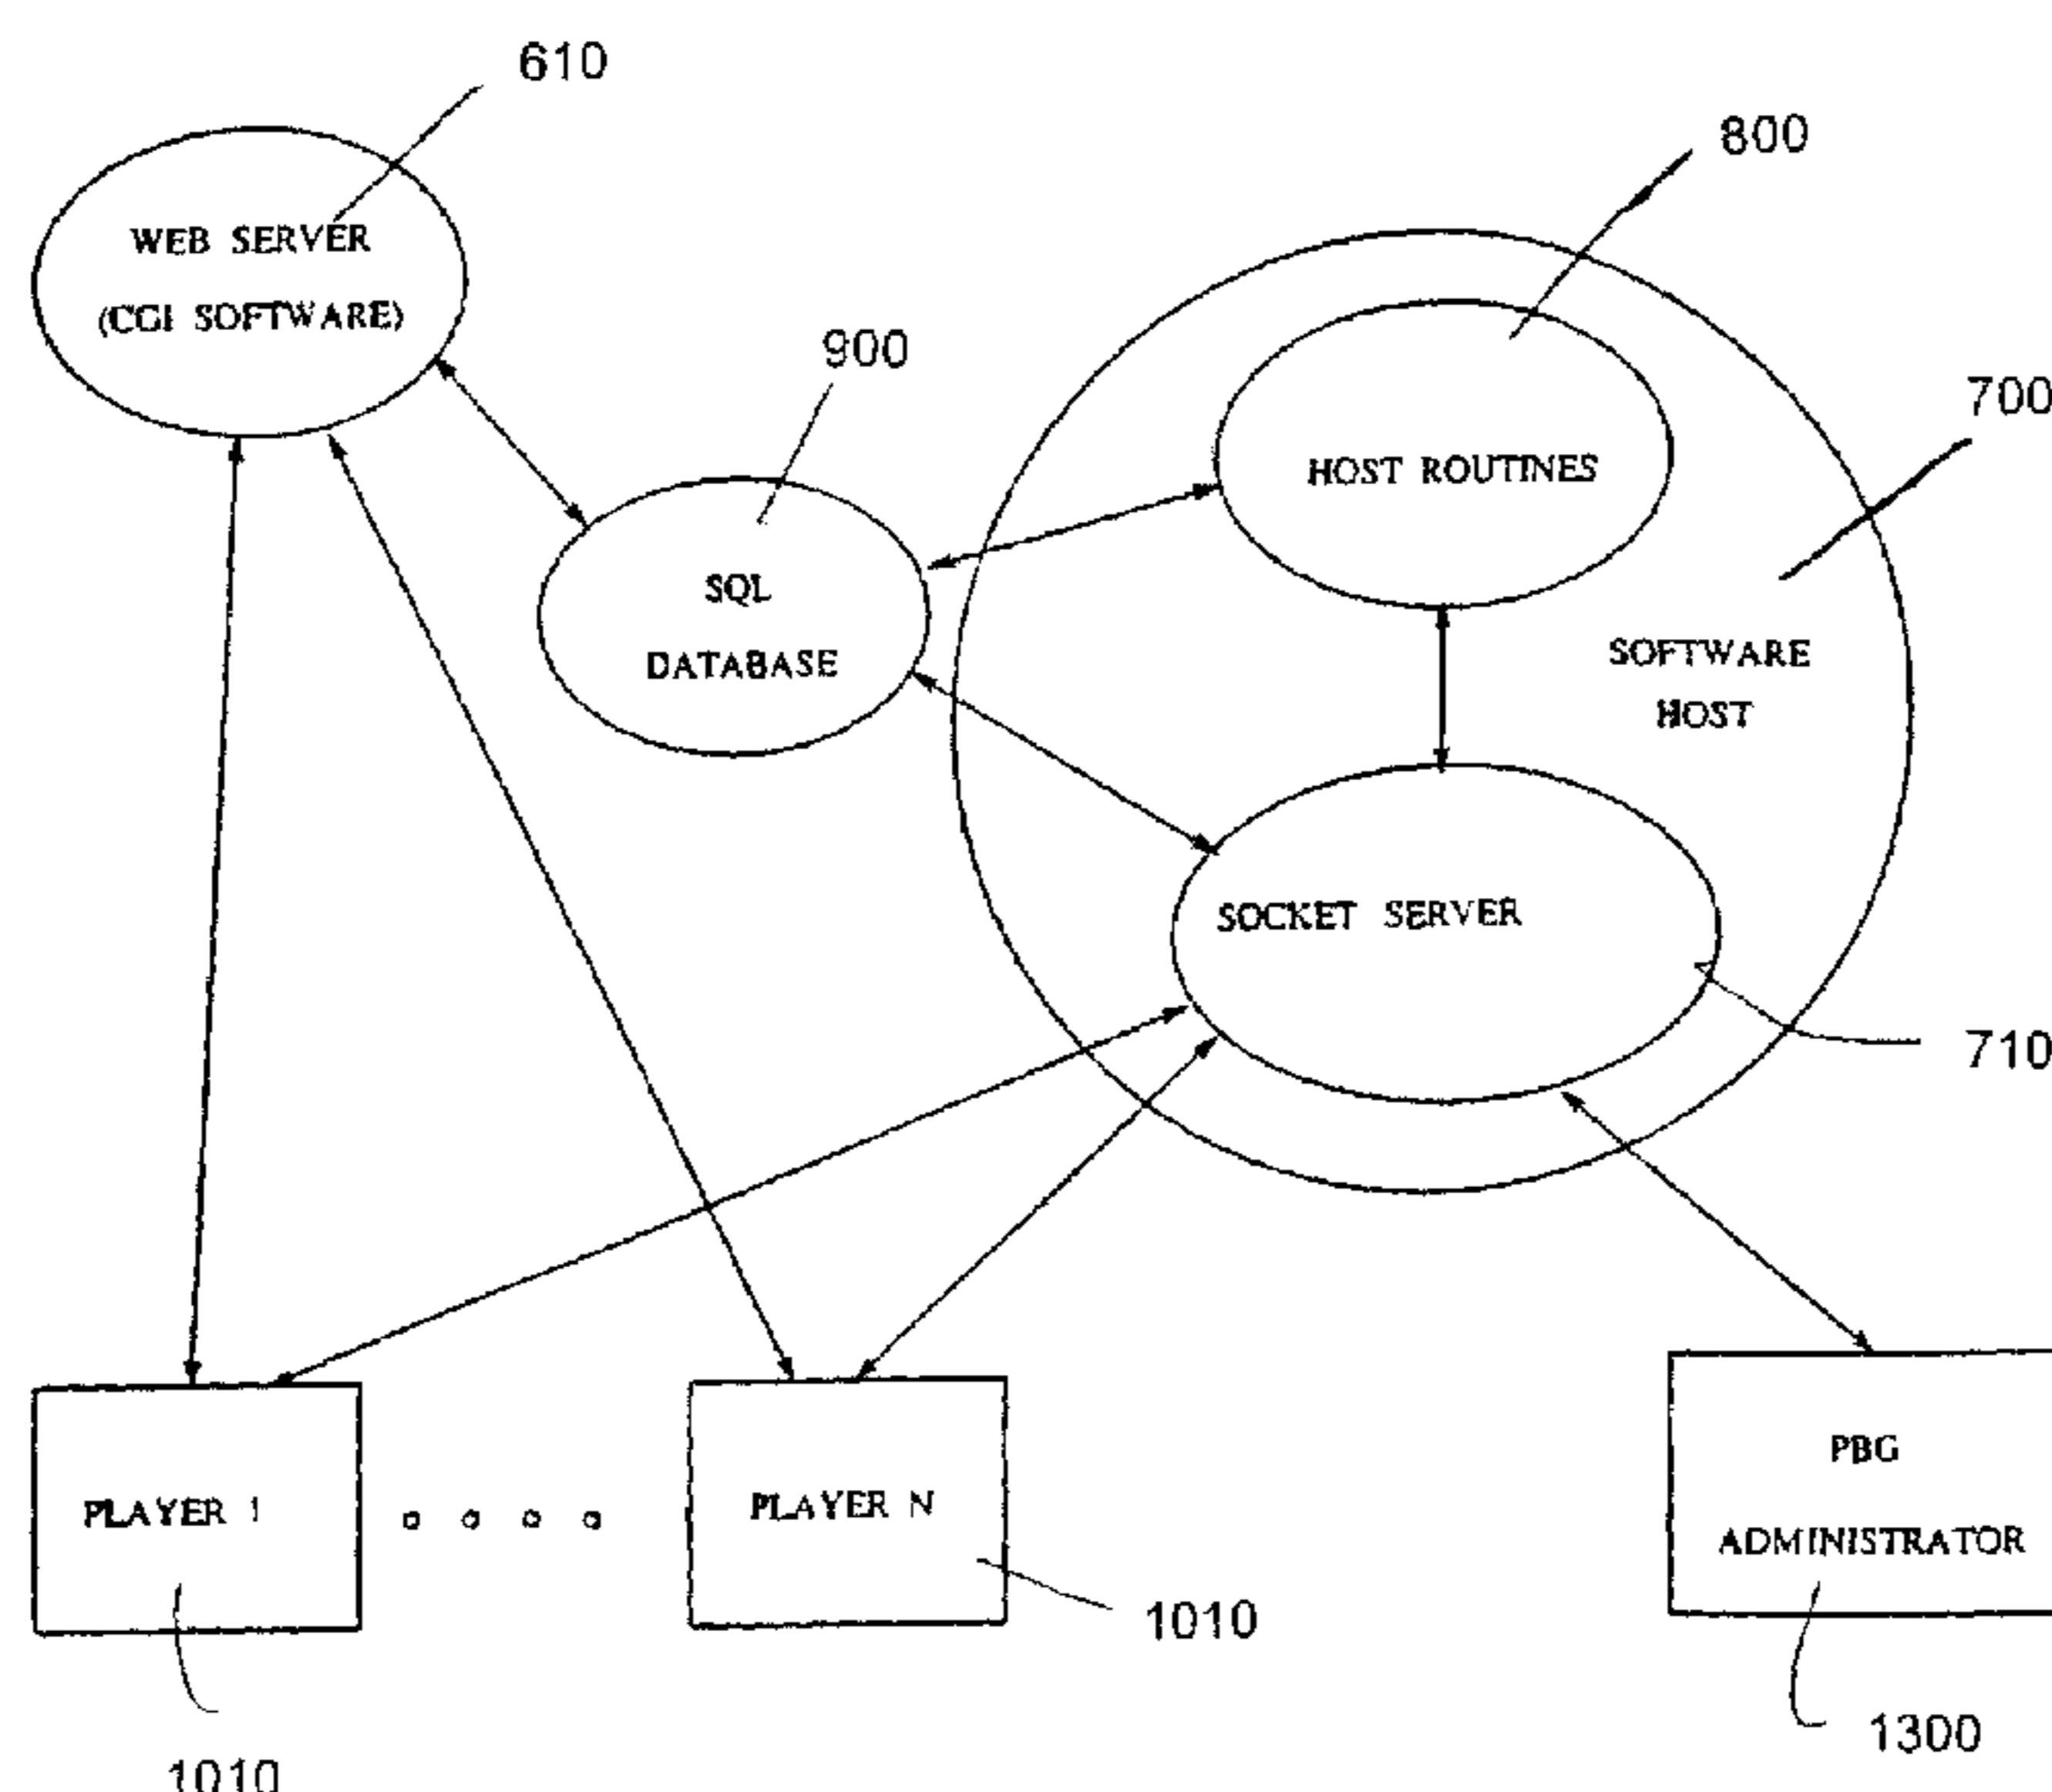 610
800
WEB SERVER
(CGI SOFTWARE)
900
700
HOST ROUTINES
SQL
DATABASE
SOFTWARE
HOST
SOCKET SERVER
710
PBG
ADMINISTRATOR
PLAYER 1
PLAYER N
1010
1300
1010